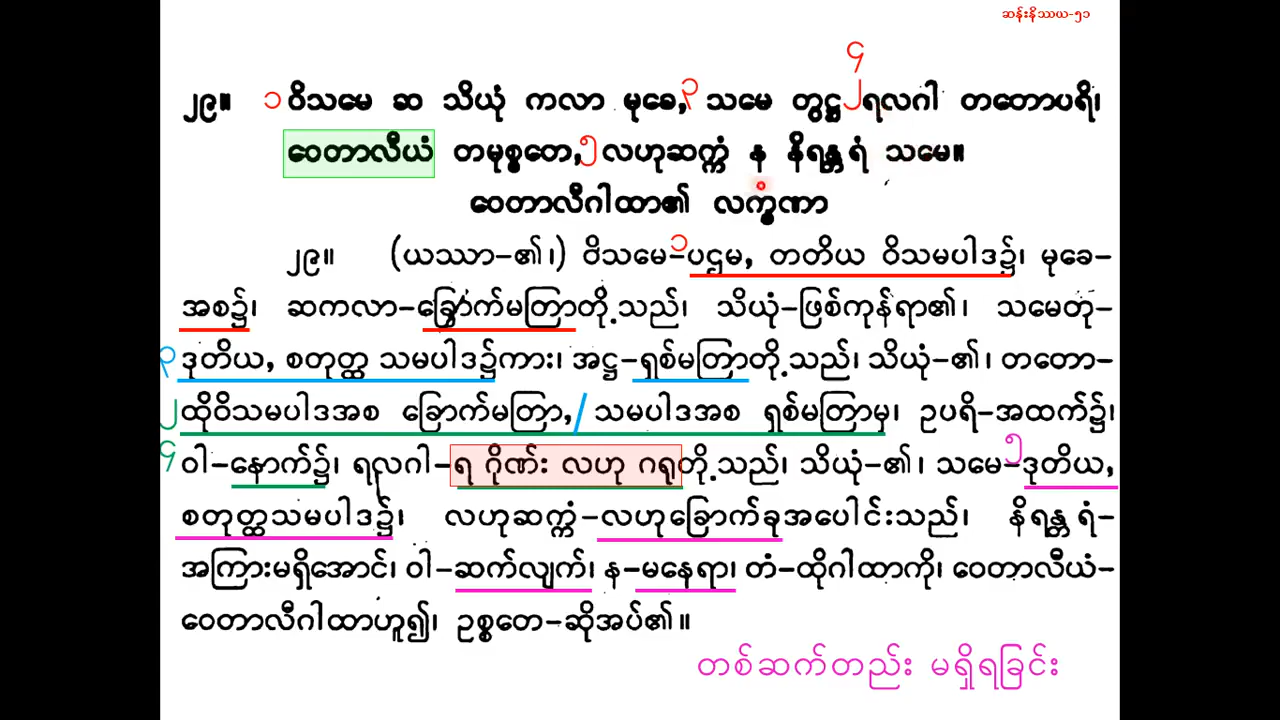 ဆန်းနိဿယ-၅၁
၄
၂၉။ ၁ ဝိသမေ ဆ သိယုံ ကလာ မုခေ,၃ သမေ တွဋ္ဌ ၂ ရလဂါ တတောပရိ၊
ဝေတာလီယံ တမုစ္စတေ,၅ လဟုဆက္ကံ န နိရန္တရံ သမေ။
ဝေတာလီဂါထာ၏ လက္ခဏာ
၂၉။ (ယဿာ-၏၊) ဝိသမေ-၁ ပဌမ, တတိယ ဝိသမပါဒ၌၊ မုခေ-
အစ၌၊ ဆကလာ-ခြောက်မတြာတို့သည်၊ သိယုံ-ဖြစ်ကုန်ရာ၏၊ သမေတု-
၃ ဒုတိယ, စတုတ္ထ သမပါဒ၌ကား၊ အဋ္ဌ-ရှစ်မတြာတို့သည်၊ သိယုံ-၏၊ တတော-
၂ ထိုဝိသမပါဒအစ ခြောက်မတြာ, / သမပါဒအစ ရှစ်မတြာမှ၊ ဥပရိ-အထက်၌၊
၄ ဝါ-နောက်၌၊ ရလဂါ-ရ ဂိုဏ်း လဟု ဂရုတို့သည်၊ သိယုံ-၏၊ သမေ-၅ ဒုတိယ,
စတုတ္ထသမပါဒ၌၊ လဟုဆက္ကံ-လဟုခြောက်ခုအပေါင်းသည်၊ နိရန္တရံ-
အကြားမရှိအောင်၊ ဝါ-ဆက်လျက်၊ န-မနေရာ၊ တံ-ထိုဂါထာကို၊ ဝေတာလီယံ-
ဝေတာလီဂါထာဟူ၍၊ ဥစ္စတေ-ဆိုအပ်၏။
တစ်ဆက်တည်း မရှိရခြင်း